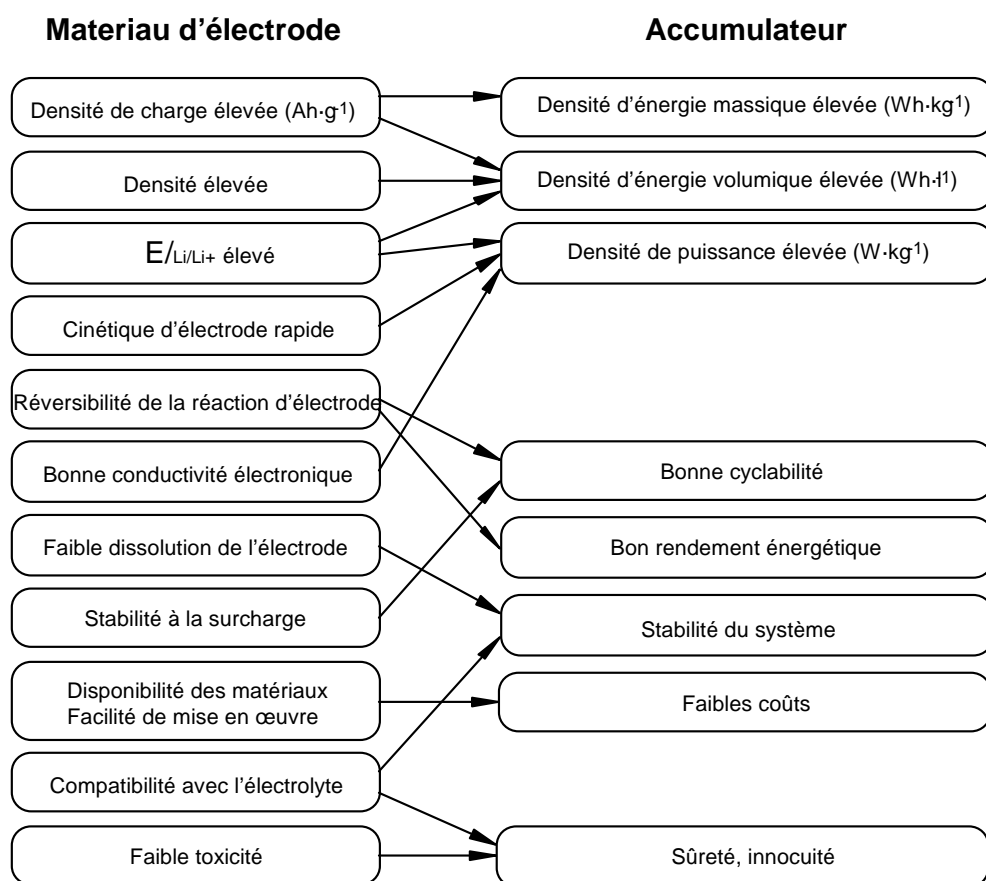 Materiau d’électrode
Accumulateur
Densité de charge élevée (Ah·g-1)
Densité d’énergie massique élevée (Wh·kg1)
Densité élevée
Densité d’énergie volumique élevée (Wh·l1)
E/Li/Li+ élevé
Densité de puissance élevée (W·kg-1)
Cinétique d’électrode rapide
Réversibilité de la réaction d’électrode
Bonne conductivité électronique
Bonne cyclabilité
Faible dissolution de l’électrode
Bon rendement énergétique
Stabilité à la surcharge
Stabilité du système
Disponibilité des matériaux
Facilité de mise en œuvre
Faibles coûts
Compatibilité avec l’électrolyte
Faible toxicité
Sûreté, innocuité